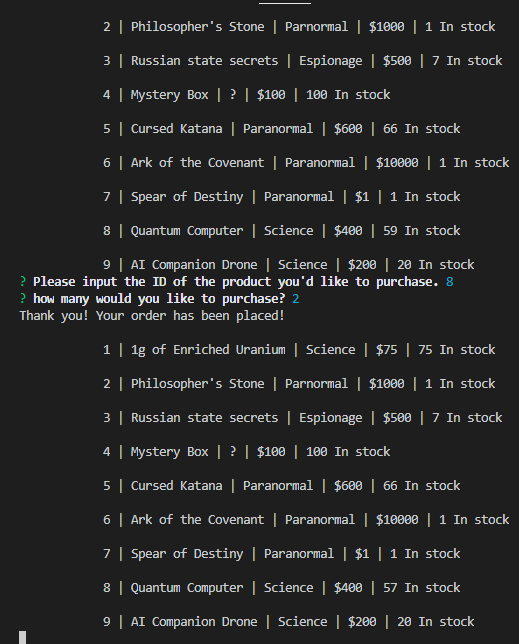 2 | Philosopher's Stone | Parnormal | $1000 | 1 In stock
3 | Russian state secrets | Espionage | $500 | 7 In stock
4 | Mystery Box | ? | $100 | 100 In stock
5 | Cursed Katana | Paranormal | $600 | 66 In stock
6 | Ark of the Covenant | Paranormal | $10000 | 1 In stock
7 | Spear of Destiny | Paranormal | $1 | 1 In stock
8 | Quantum Computer | Science | $400 | 59 In stock
9 | AI Companion Drone | Science | $200 | 20 In stock
? Please input the ID of the product you'd like to purchase. 8
? how many would you like to purchase? 2
Thank you! Your order has been placed!
1 | 1g of Enriched Uranium | Science | $75 | 75 In stock
2 | Philosopher's Stone | Parnormal | $1000 | 1 In stock
3 | Russian state secrets | Espionage | $500 | 7 In stock
4 | Mystery Box | ? | $100 | 100 In stock
5 | Cursed Katana | Paranormal | $600 | 66 In stock
6 | Ark of the Covenant | Paranormal | $10000 | 1 In stock
7 | Spear of Destiny | Paranormal | $1 | 1 In stock
8 | Quantum Computer | Science | $400 | 57 In stock
9 | AI Companion Drone | Science | $200 | 20 In stock